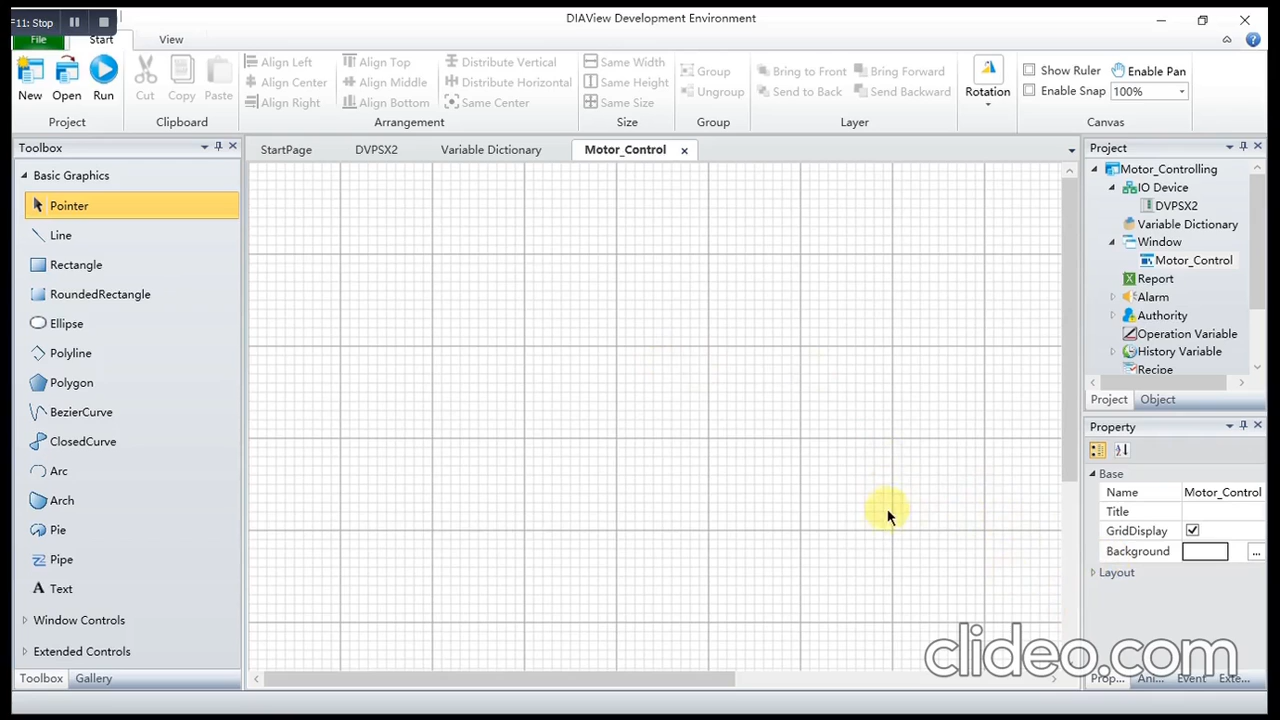 F11: Stop
DIAView Development Environment
File
Start
View
New
Open
Run
Cut
Copy
Paste
Align Left
Align Center
Align Right
Align Top
Align Middle
Align Bottom
Distribute Vertical
Distribute Horizontal
Same Center
Same Width
Same Height
Same Size
Group
Ungroup
Bring to Front
Send to Back
Bring Forward
Send Backward
Rotation
Show Ruler
Enable Snap
Enable Pan
100%
Project
Clipboard
Arrangement
Size
Group
Layer
Canvas
Toolbox
StartPage
DVPSX2
Variable Dictionary
Motor_Control
Basic Graphics
Pointer
Line
Rectangle
RoundedRectangle
Ellipse
Polyline
Polygon
BezierCurve
ClosedCurve
Arc
Arch
Pie
Pipe
A Text
Window Controls
Extended Controls
Toolbox
Gallery
Project
Motor_Controlling
IO Device
DVPSX2
Variable Dictionary
Window
Motor_Control
Report
Alarm
Authority
Operation Variable
History Variable
Recipe
Project
Object
Property
Base
Name Motor_Control
Title
GridDisplay
Background ...
Layout
clideo.com
Prop...
Ani...
Event
Exte...